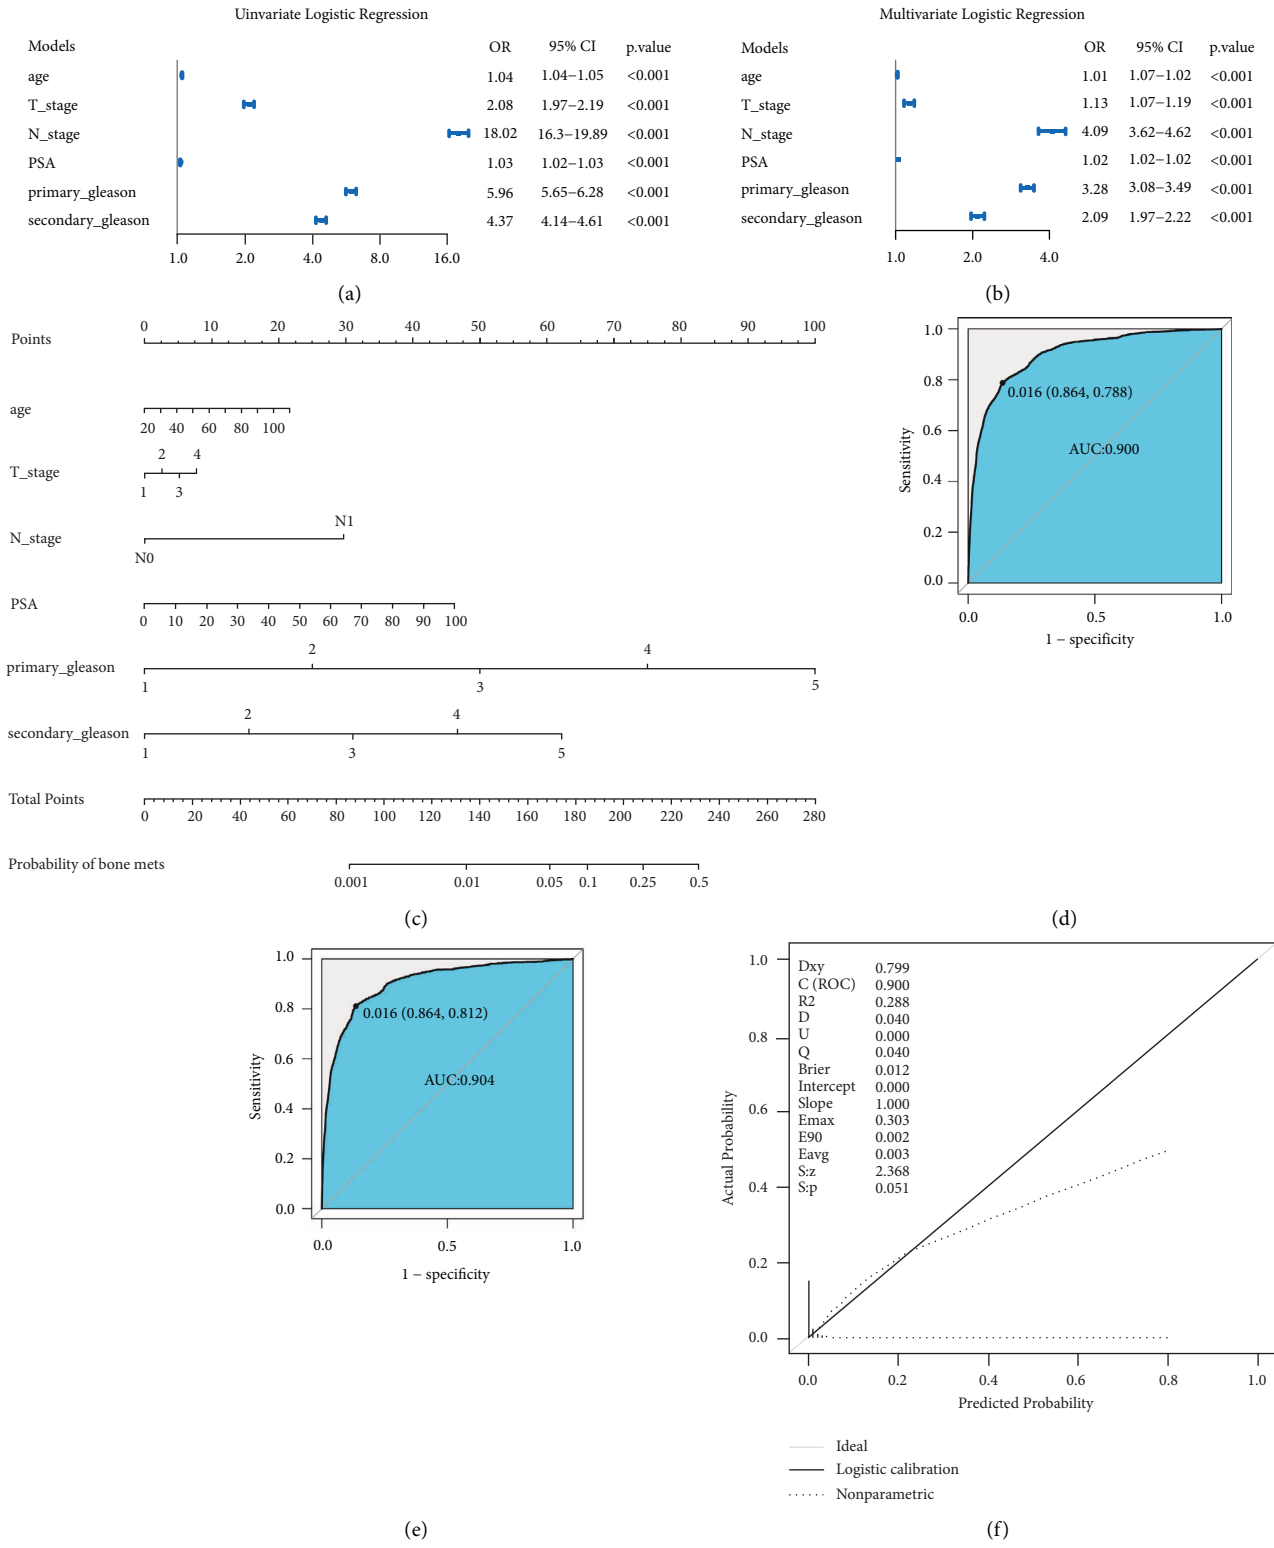 Uinvariate Logistic Regression
Models OR 95% CI p.value
age 1.04 1.04−1.05 <0.001
T_stage 2.08 1.97−2.19 <0.001
N_stage 18.02 16.3−19.89 <0.001
PSA 1.03 1.02−1.03 <0.001
primary_gleason 5.96 5.65−6.28 <0.001
secondary_gleason 4.37 4.14−4.61 <0.001
1.0 2.0 4.0 8.0 16.0
(a)
Multivariate Logistic Regression
Models OR 95% CI p.value
age 1.01 1.07−1.02 <0.001
T_stage 1.13 1.07−1.19 <0.001
N_stage 4.09 3.62−4.62 <0.001
PSA 1.02 1.02−1.02 <0.001
primary_gleason 3.28 3.08−3.49 <0.001
secondary_gleason 2.09 1.97−2.22 <0.001
1.0 2.0 4.0
(b)
0 10 20 30 40 50 60 70 80 90 100
Points
age
20 40 60 80 100
2 4
T_stage
1 3
N1
N_stage
N0
PSA
0 10 20 30 40 50 60 70 80 90 100
2 4
primary_gleason
1 3 5
2 4
secondary_gleason
1 3 5
Total Points
0 20 40 60 80 100 120 140 160 180 200 220 240 260 280
Probability of bone mets
0.001 0.01 0.05 0.1 0.25 0.5
(c)
1.0
0.8
0.6
0.4
0.2
0.0
Sensitivity
0.016 (0.864, 0.788)
AUC:0.900
0.0 0.5 1.0
1 − specificity
(d)
1.0
0.8
0.6
0.4
0.2
0.0
Sensitivity
0.016 (0.864, 0.812)
AUC:0.904
0.0 0.5 1.0
1 − specificity
(e)
1.0
0.8
0.6
0.4
0.2
0.0
Actual Probability
Dxy 0.799
C (ROC) 0.900
R2 0.288
D 0.040
U 0.000
Q 0.040
Brier 0.012
Intercept 0.000
Slope 1.000
Emax 0.303
E90 0.002
Eavg 0.003
S:z 2.368
S:p 0.051
0.0 0.2 0.4 0.6 0.8 1.0
Predicted Probability
Ideal
Logistic calibration
Nonparametric
(f)